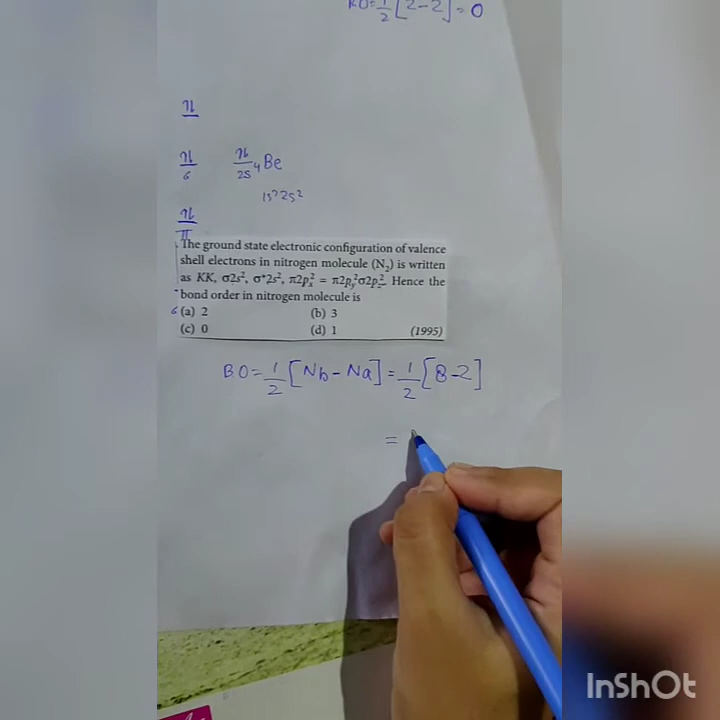 BO=1/2[2-2]=0
2s 4Be
1s²2s²
The ground state electronic configuration of valence
shell electrons in nitrogen molecule (N₂) is written
as KK, σ2s², σ*2s², π2pₓ² = π2p_y²σ2p_z². Hence the
bond order in nitrogen molecule is
(a) 2 (b) 3
(c) 0 (d) 1 (1995)
BO=1/2[Nb-Na]=1/2[8-2]
=
InShOt